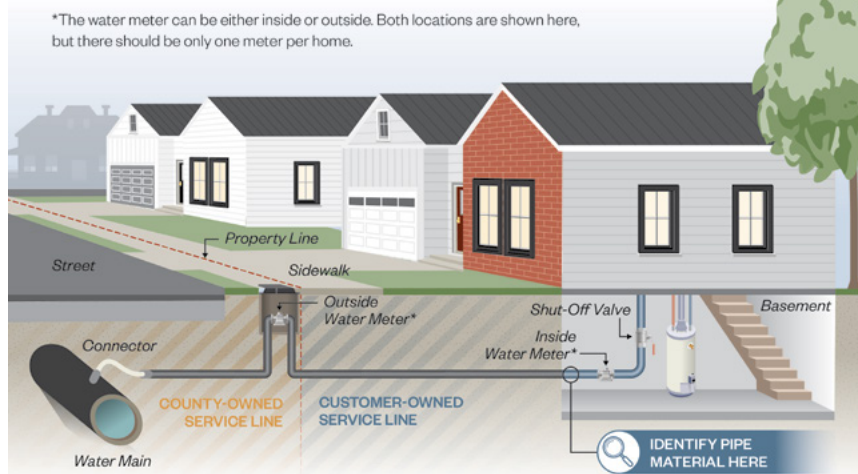 *The water meter can be either inside or outside. Both locations are shown here,
but there should be only one meter per home.
Property Line
Street
Sidewalk
Outside
Water Meter*
Shut-Off Valve
Basement
Inside
Water Meter*
Connector
COUNTY-OWNED
SERVICE LINE
CUSTOMER-OWNED
SERVICE LINE
Water Main
IDENTIFY PIPE
MATERIAL HERE